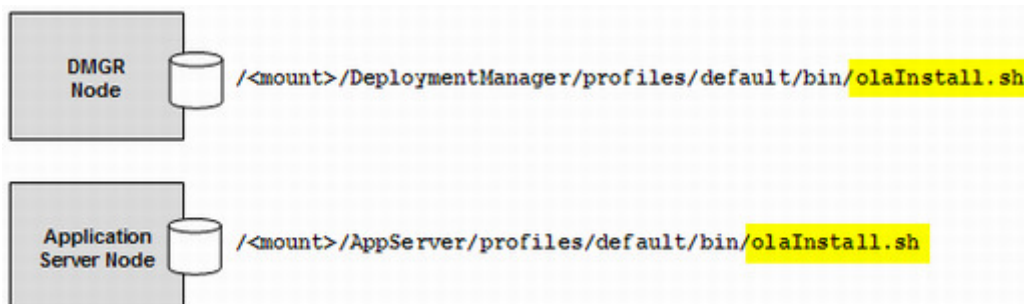 DMGR
Node
/<mount>/DeploymentManager/profiles/default/bin/olaInstall.sh
Application
Server Node
/<mount>/AppServer/profiles/default/bin/olaInstall.sh